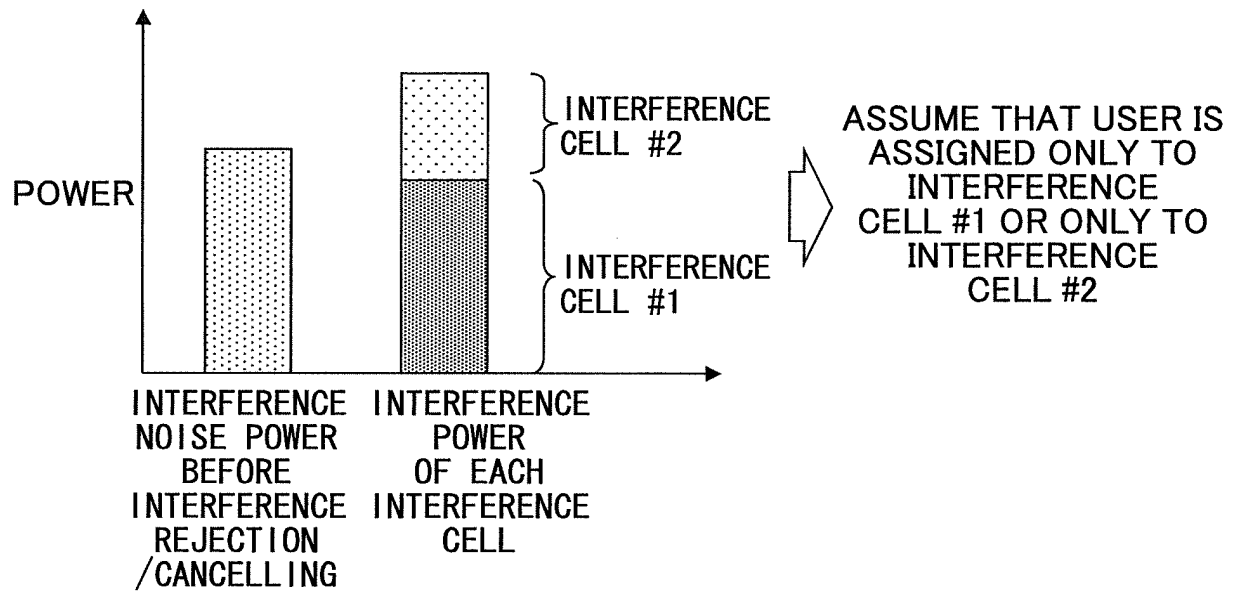 POWER
INTERFERENCE
CELL #2
INTERFERENCE
CELL #1
ASSUME THAT USER IS
ASSIGNED ONLY TO
INTERFERENCE
CELL #1 OR ONLY TO
INTERFERENCE
CELL #2
INTERFERENCE
NOISE POWER
BEFORE
INTERFERENCE
REJECTION
/CANCELLING
INTERFERENCE
POWER
OF EACH
INTERFERENCE
CELL